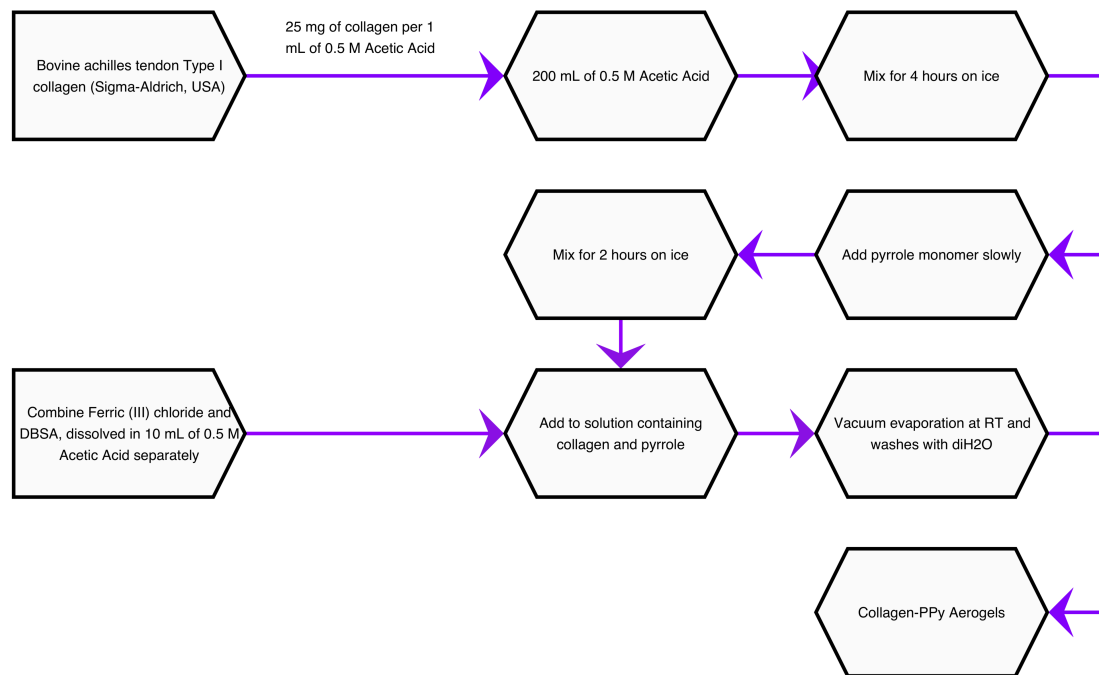 25 mg of collagen per 1
mL of 0.5 M Acetic Acid
Bovine achilles tendon Type I
collagen (Sigma-Aldrich, USA)
200 mL of 0.5 M Acetic Acid
Mix for 4 hours on ice
Add pyrrole monomer slowly
Mix for 2 hours on ice
Combine Ferric (III) chloride and
DBSA, dissolved in 10 mL of 0.5 M
Acetic Acid separately
Add to solution containing
collagen and pyrrole
Vacuum evaporation at RT and
washes with diH2O
Collagen-PPy Aerogels